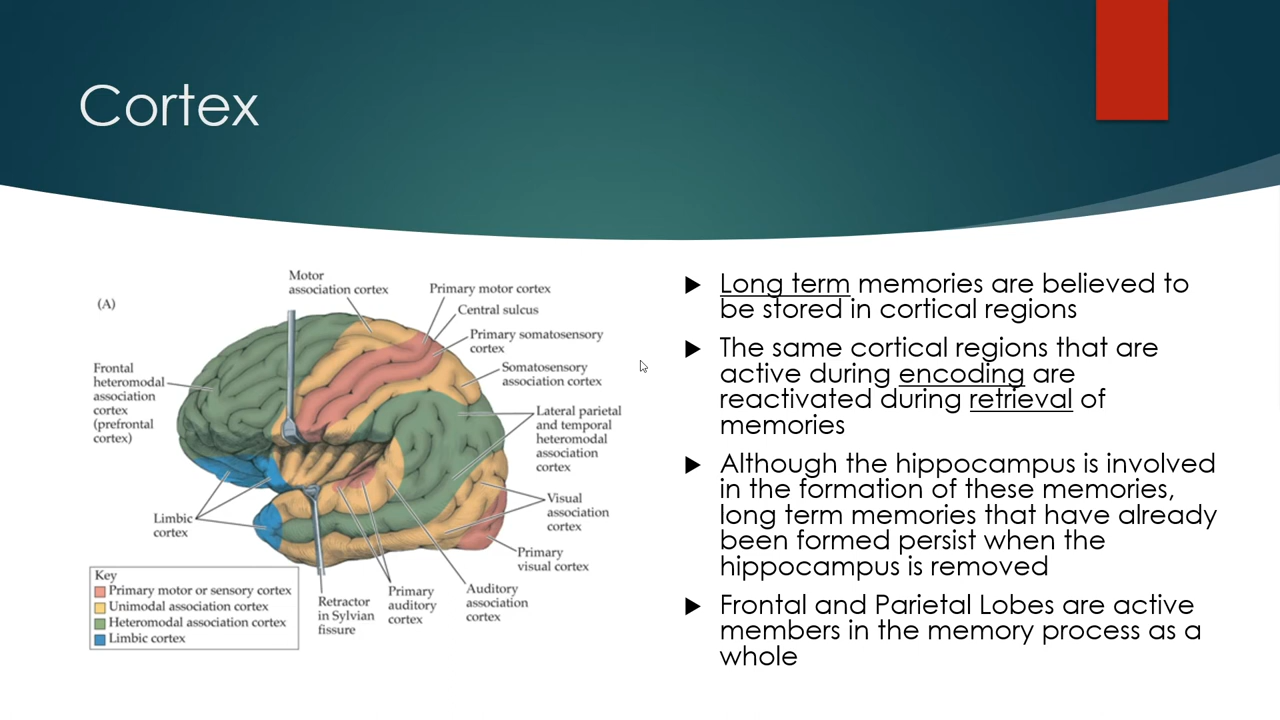 Cortex
(A)
Motor
association cortex
Primary motor cortex
Central sulcus
Primary somatosensory
cortex
Somatosensory
association cortex
Lateral parietal
and temporal
heteromodal
association
cortex
Visual
association
cortex
Primary
visual cortex
Auditory
association
cortex
Primary
auditory
cortex
Retractor
in Sylvian
fissure
Limbic
cortex
Frontal
heteromodal
association
cortex
(prefrontal
cortex)
Key
Primary motor or sensory cortex
Unimodal association cortex
Heteromodal association cortex
Limbic cortex
Long term memories are believed to
be stored in cortical regions
The same cortical regions that are
active during encoding are
reactivated during retrieval of
memories
Although the hippocampus is involved
in the formation of these memories,
long term memories that have already
been formed persist when the
hippocampus is removed
Frontal and Parietal Lobes are active
members in the memory process as a
whole